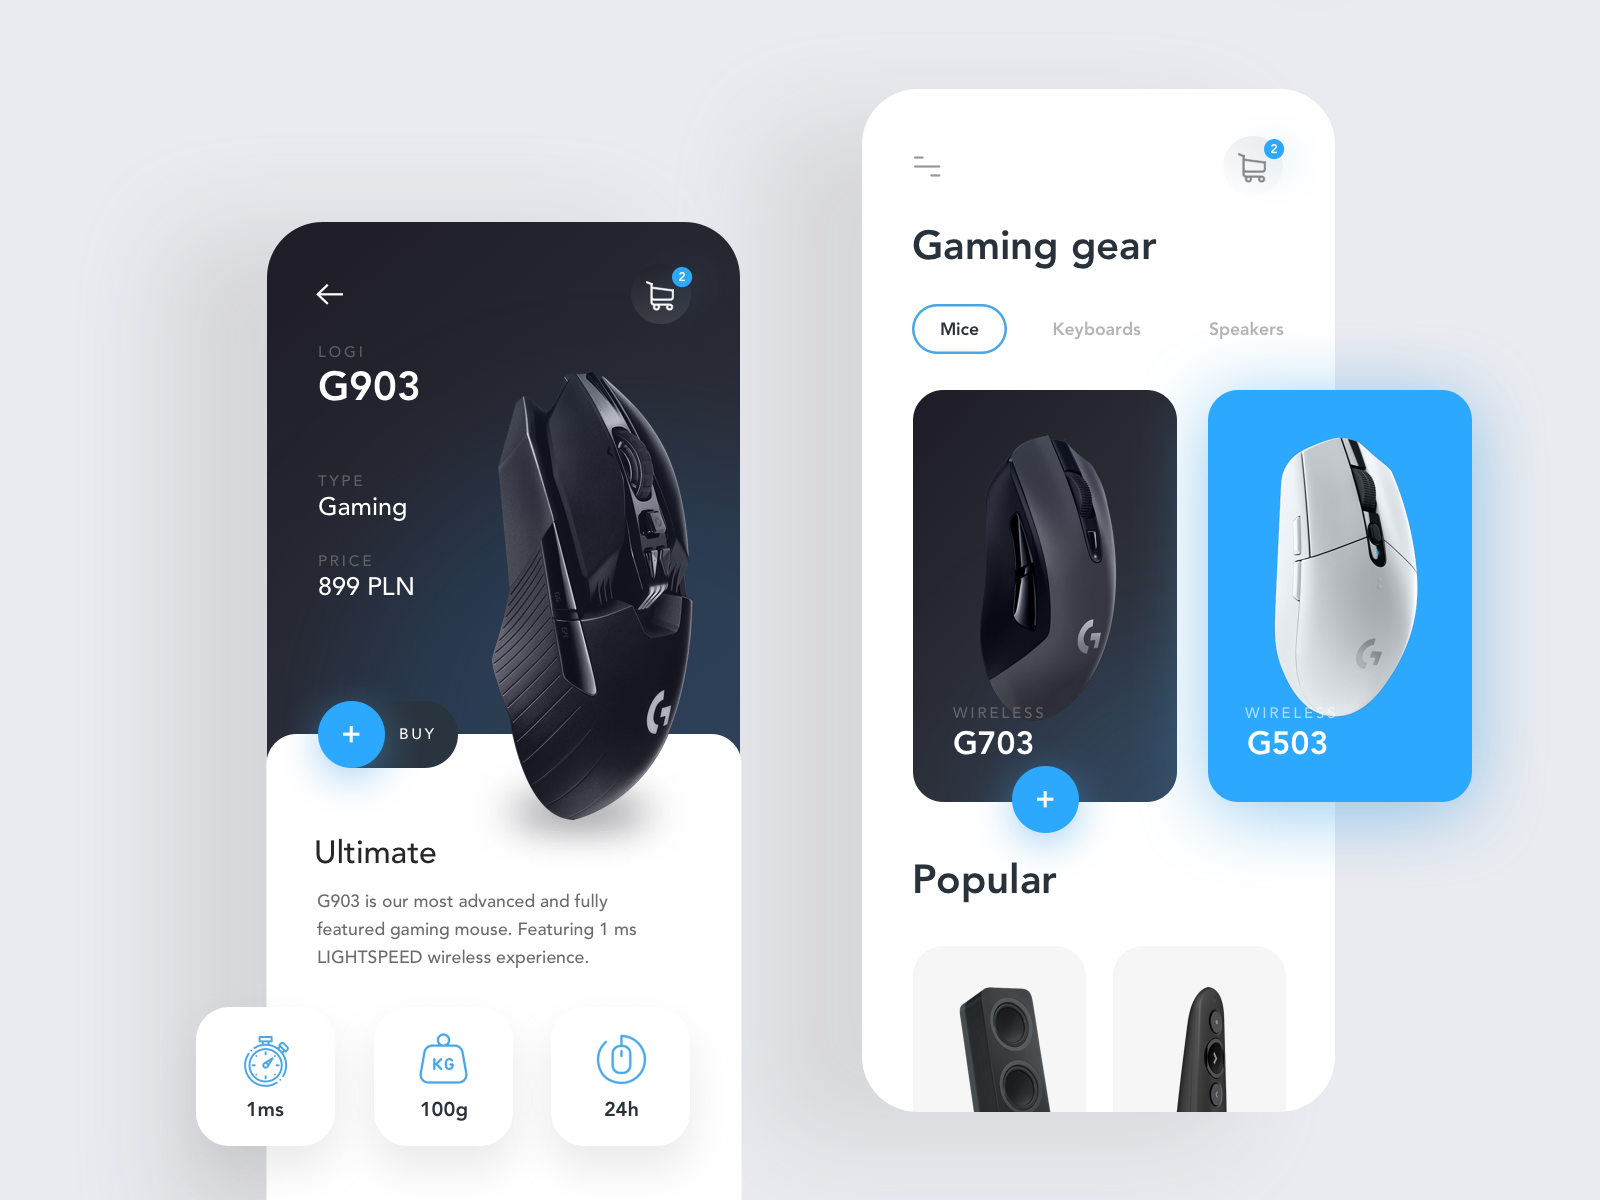 2
LOGI
G903
TYPE
Gaming
PRICE
899 PLN
BUY
Ultimate
G903 is our most advanced and fully
featured gaming mouse. Featuring 1 ms
LIGHTSPEED wireless experience.
KG
1ms
100g
24h
2
Gaming gear
Mice
Keyboards
Speakers
WIRELESS
G703
WIRELESS
G503
Popular